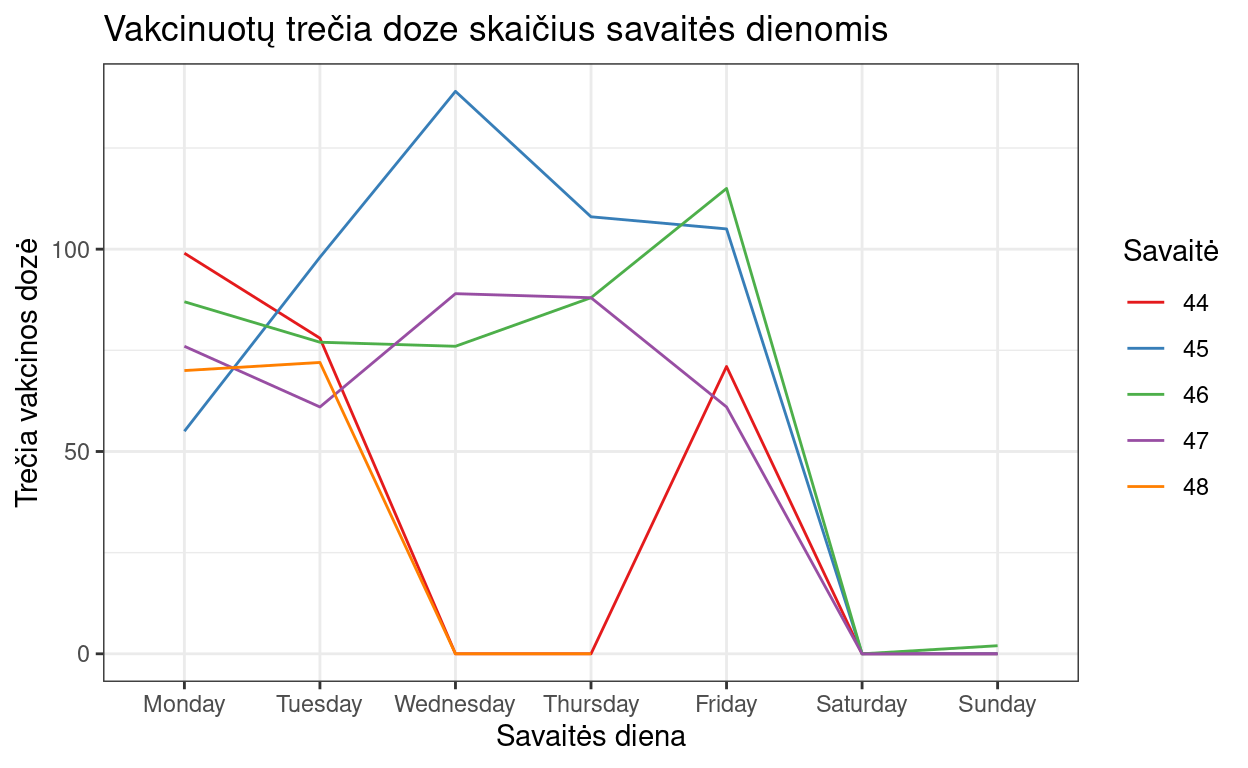 Vakcinuotų trečia doze skaičius savaitės dienomis
Trečia vakcinos dozė
100
50
0
Monday Tuesday Wednesday Thursday Friday Saturday Sunday
Savaitės diena
Savaitė
44
45
46
47
48